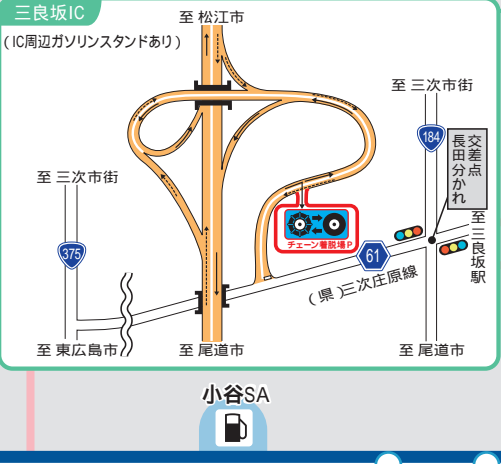 三良坂IC
(IC周辺ガソリンスタンドあり)
至 松江市
至 三次市街
184
交差点
長田分かれ
至 三次市街
375
至 三良坂駅
チェーン着脱場 P
61
(県)三次庄原線
至 東広島市
至 尾道市
至 尾道市
小谷SA